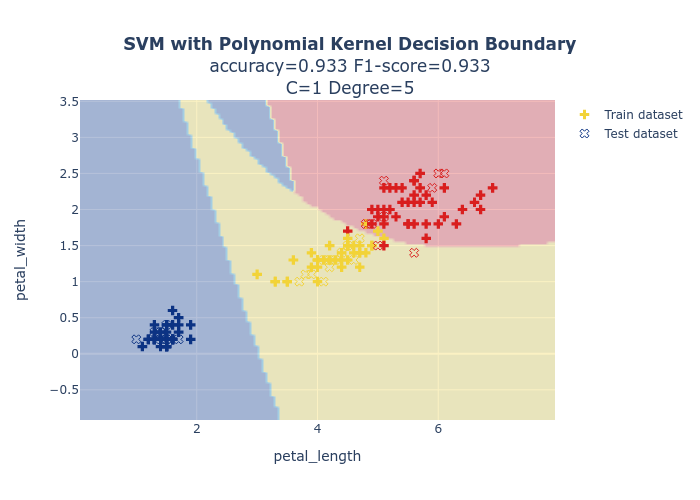 SVM with Polynomial Kernel Decision Boundary
accuracy=0.933 F1-score=0.933
C=1 Degree=5
Train dataset
Test dataset
petal_width
3.5
3
2.5
2
1.5
1
0.5
0
−0.5
2
4
6
petal_length